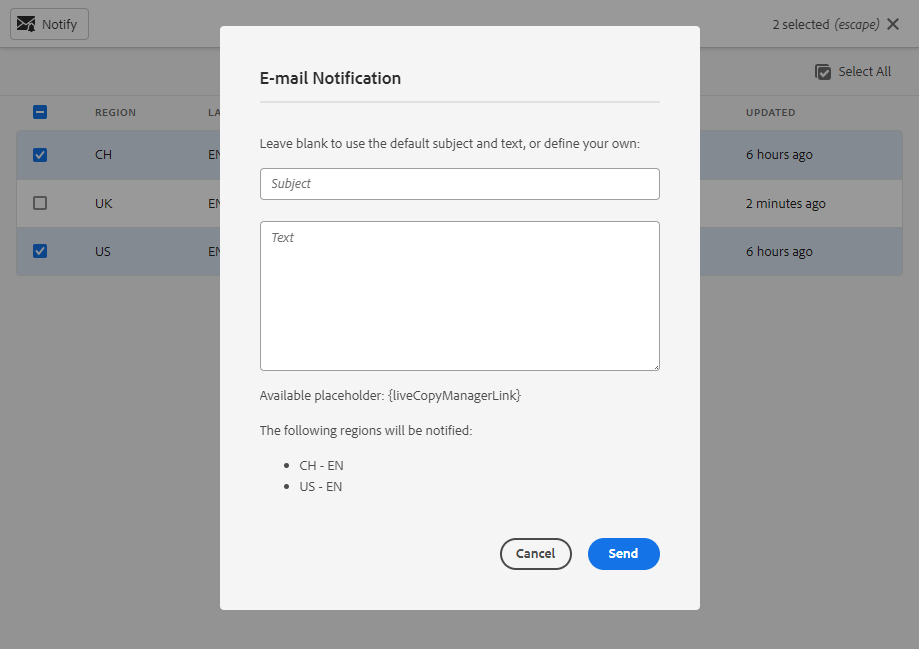 Notify
2 selected (escape)
Select All
REGION LA UPDATED
CH EN 6 hours ago
UK EN 2 minutes ago
US EN 6 hours ago
E-mail Notification
Leave blank to use the default subject and text, or define your own:
Subject
Text
Available placeholder: {liveCopyManagerLink}
The following regions will be notified:
CH - EN
US - EN
Cancel Send